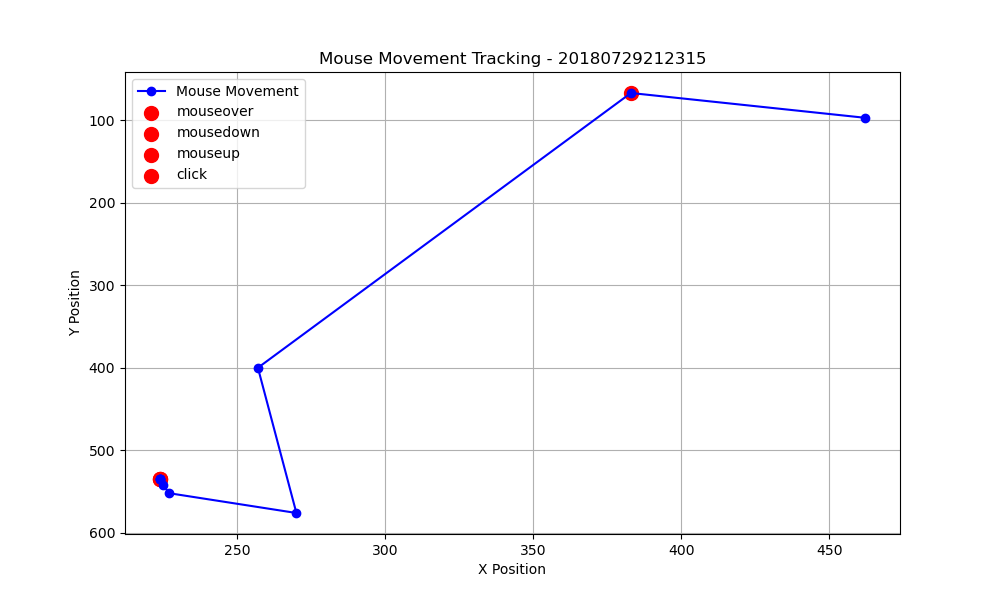 Mouse Movement Tracking - 20180729212315
Mouse Movement
mouseover
mousedown
mouseup
click
100
200
300
400
500
600
Y Position
250
300
350
400
450
X Position